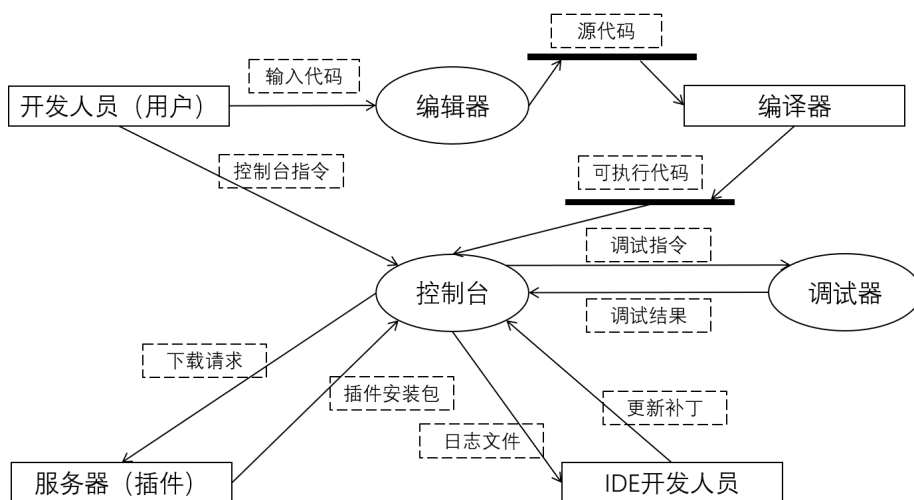 源代码
输入代码
开发人员（用户）
编辑器
编译器
控制台指令
可执行代码
调试指令
控制台
调试器
调试结果
下载请求
插件安装包
更新补丁
日志文件
服务器（插件）
IDE开发人员